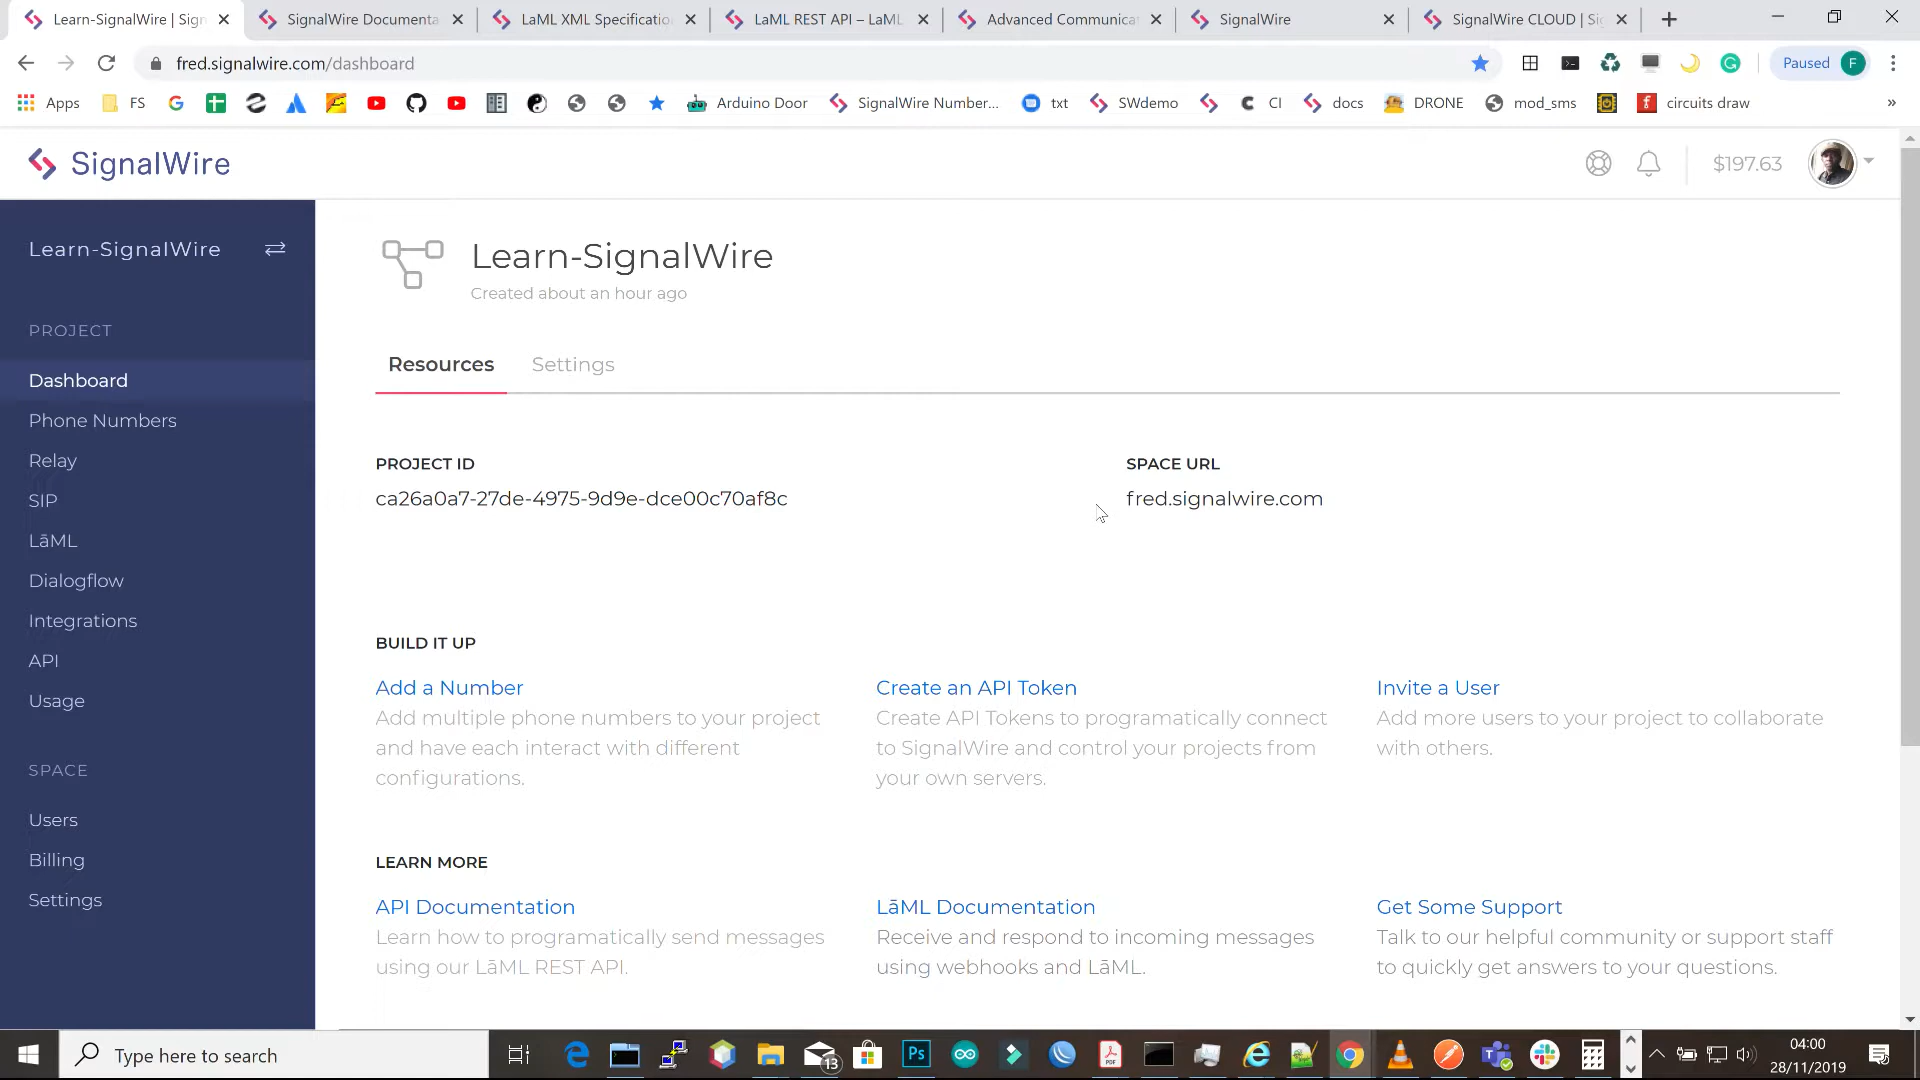 Learn-SignalWire | Sign
SignalWire Documenta
LaML XML Specificatio
LaML REST API – LaML
Advanced Communica
SignalWire
SignalWire CLOUD | Si
fred.signalwire.com/dashboard
Paused
F
Apps
FS
Arduino Door
SignalWire Number...
txt
SWdemo
CI
docs
DRONE
mod_sms
circuits draw
»
SignalWire
$197.63
Learn-SignalWire
PROJECT
Dashboard
Phone Numbers
Relay
SIP
LāML
Dialogflow
Integrations
API
Usage
SPACE
Users
Billing
Settings
Learn-SignalWire
Created about an hour ago
Resources
Settings
PROJECT ID
ca26a0a7-27de-4975-9d9e-dce00c70af8c
SPACE URL
fred.signalwire.com
BUILD IT UP
Add a Number
Add multiple phone numbers to your project
and have each interact with different
configurations.
Create an API Token
Create API Tokens to programatically connect
to SignalWire and control your projects from
your own servers.
Invite a User
Add more users to your project to collaborate
with others.
LEARN MORE
API Documentation
Learn how to programatically send messages
using our LāML REST API.
LāML Documentation
Receive and respond to incoming messages
using webhooks and LāML.
Get Some Support
Talk to our helpful community or support staff
to quickly get answers to your questions.
Type here to search
13
Ps
04:00
28/11/2019